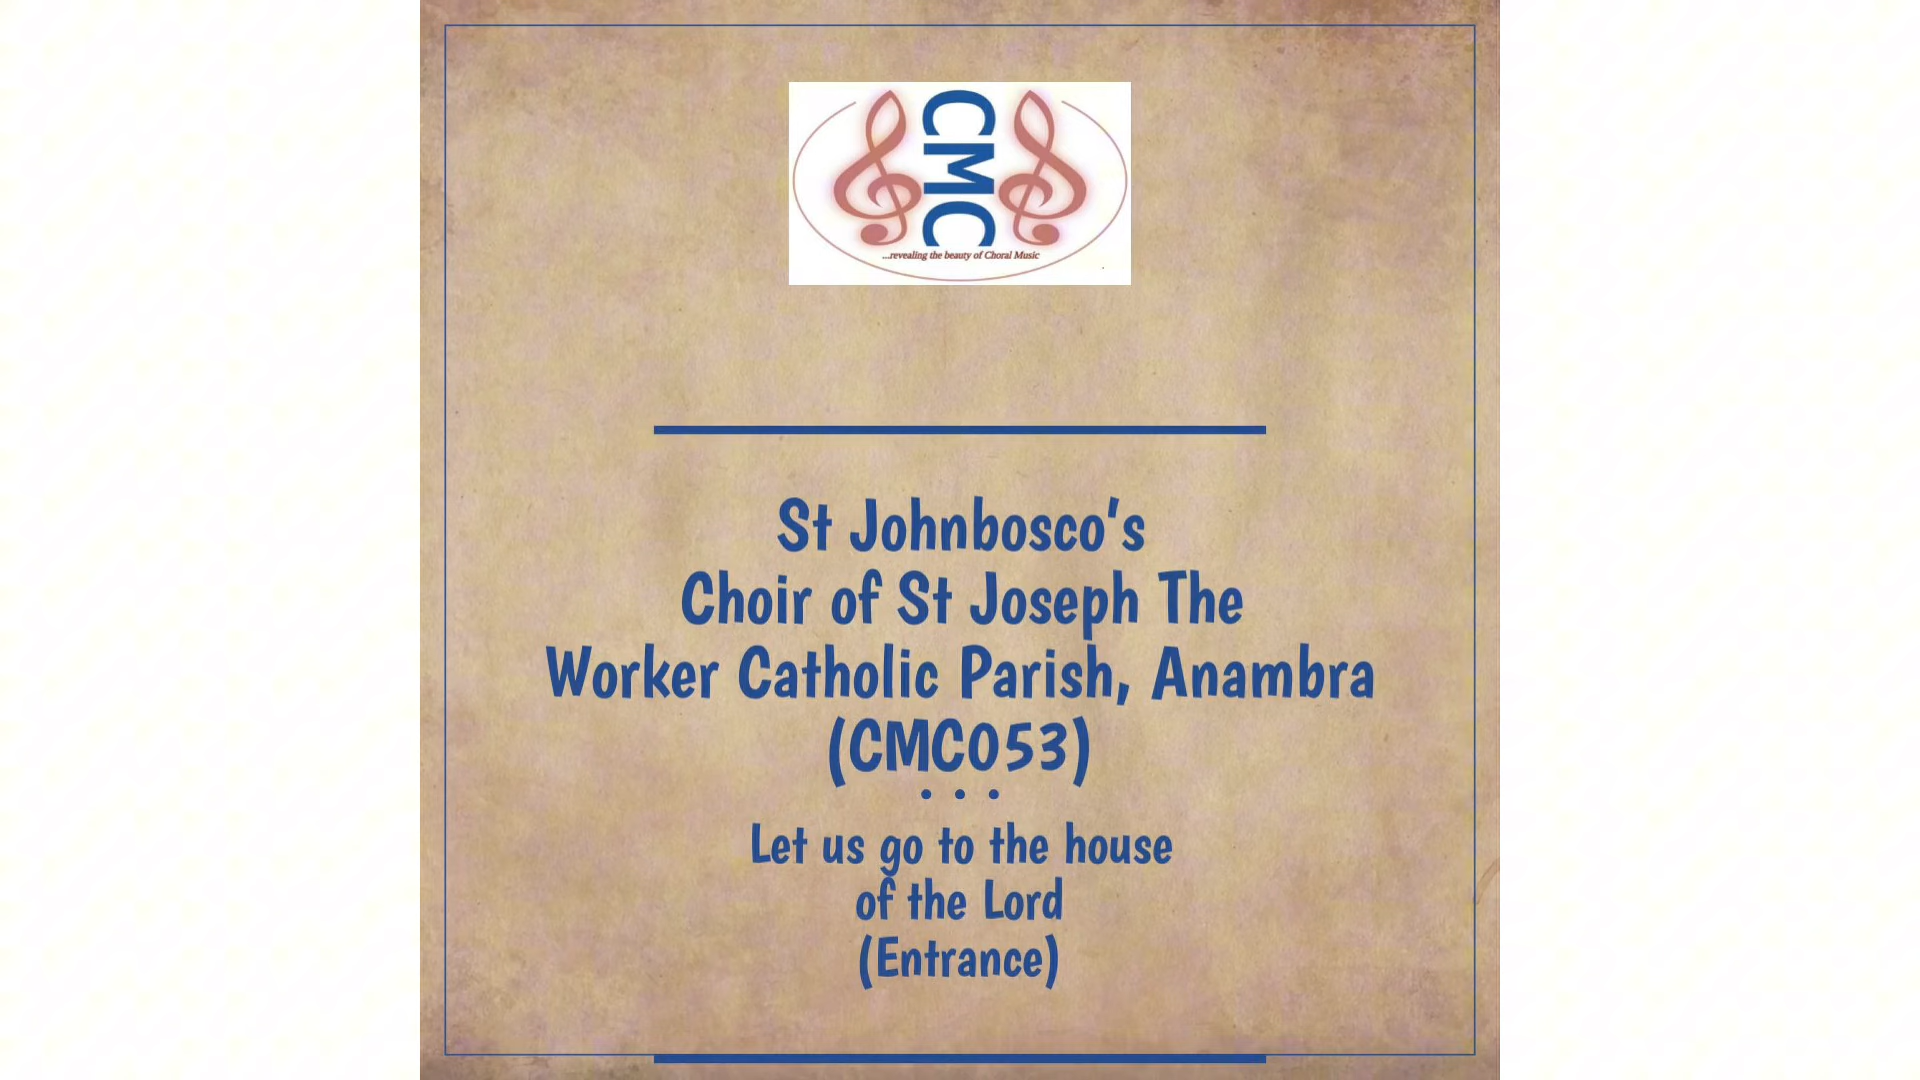 CMC
...revealing the beauty of Choral Music
St Johnbosco's
Choir of St Joseph The
Worker Catholic Parish, Anambra
(CMC053)
• • •
Let us go to the house
of the Lord
(Entrance)